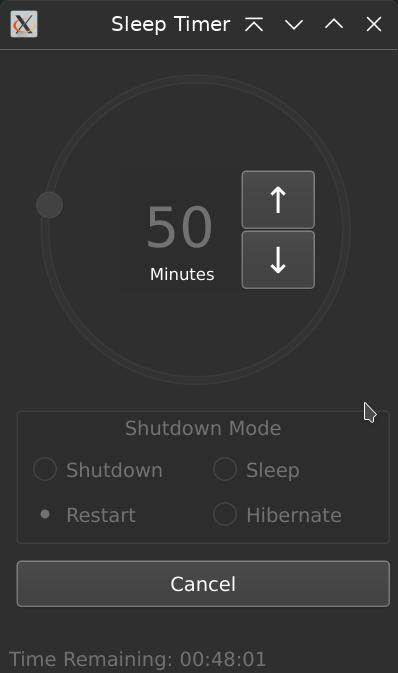 Sleep Timer
50
Minutes
Shutdown Mode
Shutdown
Sleep
Restart
Hibernate
Cancel
Time Remaining: 00:48:01